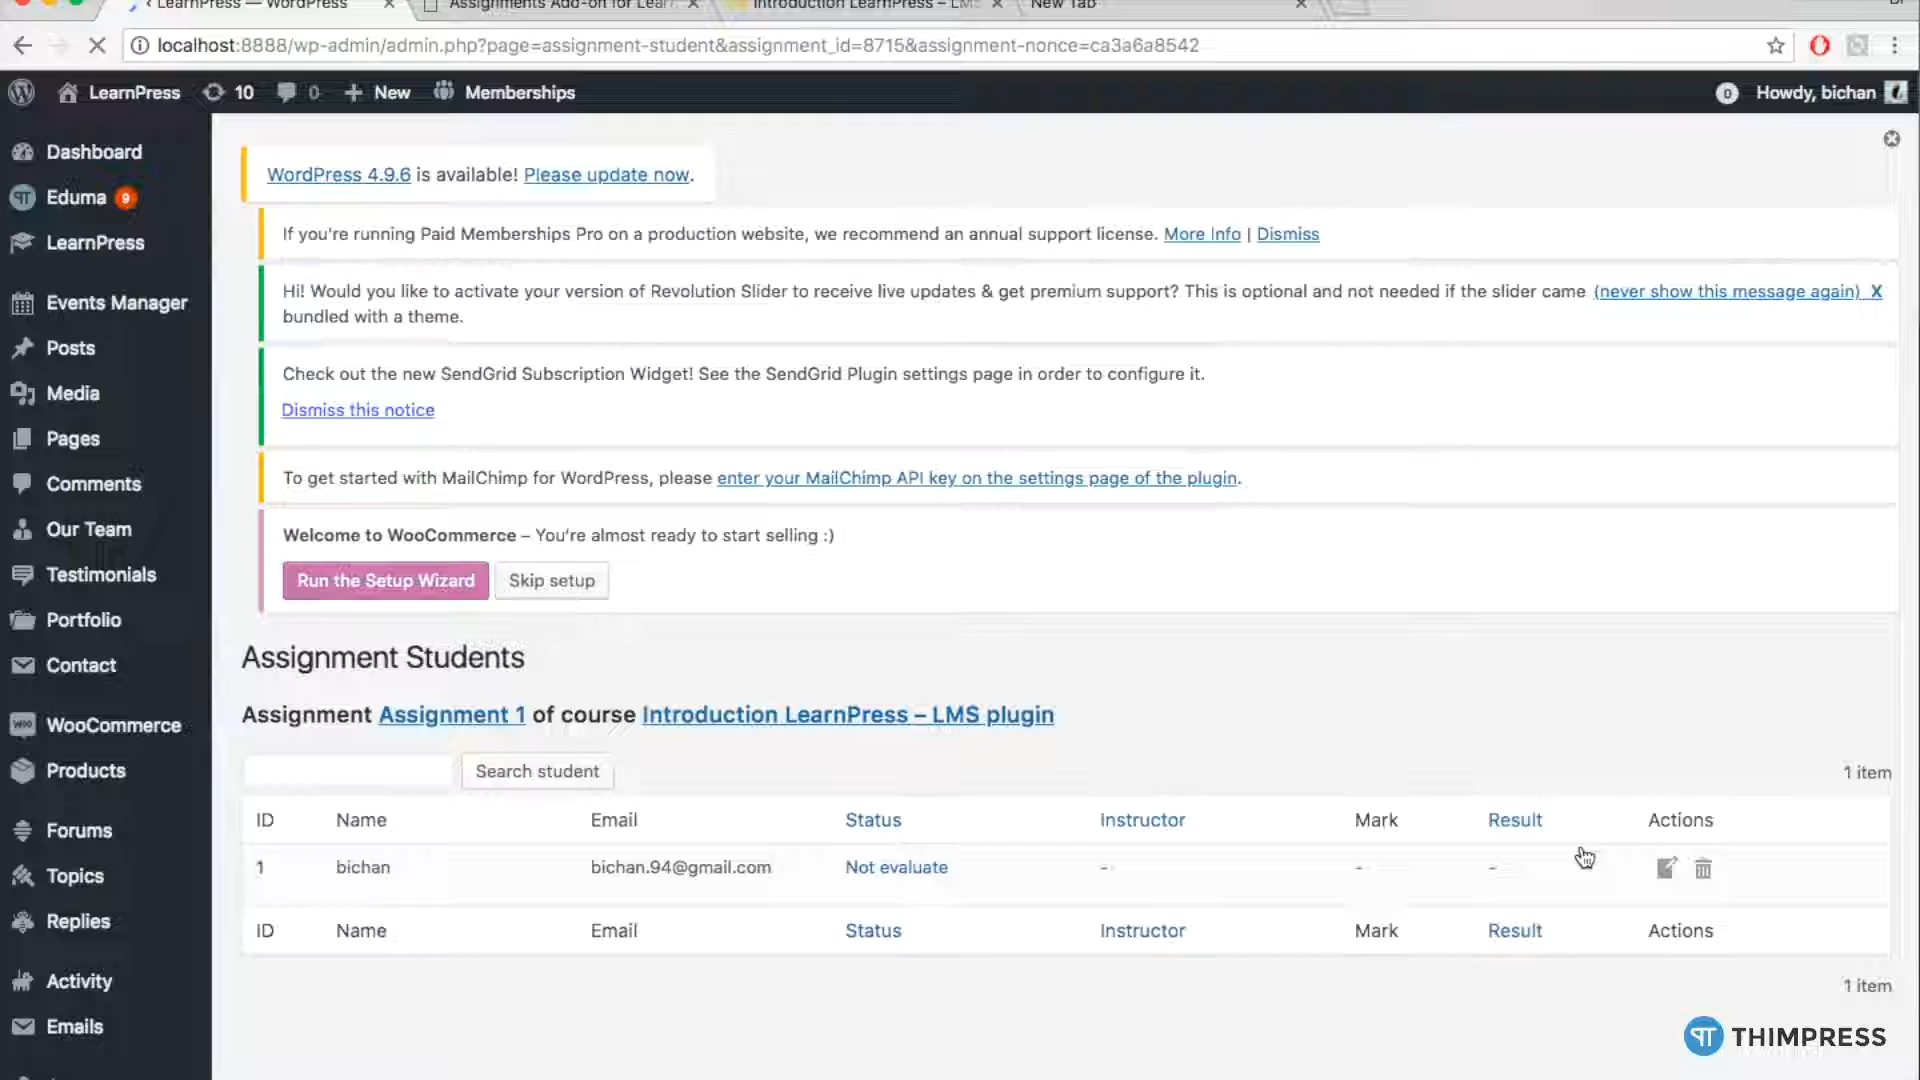 LearnPress — WordPress
Assignments Add-on for Lear
Introduction LearnPress – LMS
New Tab
localhost:8888/wp-admin/admin.php?page=assignment-student&assignment_id=8715&assignment-nonce=ca3a6a8542
LearnPress 10 0 New Memberships 0 Howdy, bichan
Dashboard
Eduma 9
LearnPress
Events Manager
Posts
Media
Pages
Comments
Our Team
Testimonials
Portfolio
Contact
WooCommerce
Products
Forums
Topics
Replies
Activity
Emails
WordPress 4.9.6 is available! Please update now.
If you're running Paid Memberships Pro on a production website, we recommend an annual support license. More Info | Dismiss
Hi! Would you like to activate your version of Revolution Slider to receive live updates & get premium support? This is optional and not needed if the slider came (never show this message again) X
bundled with a theme.
Check out the new SendGrid Subscription Widget! See the SendGrid Plugin settings page in order to configure it.
Dismiss this notice
To get started with MailChimp for WordPress, please enter your MailChimp API key on the settings page of the plugin.
Welcome to WooCommerce – You're almost ready to start selling :)
Run the Setup Wizard Skip setup
Assignment Students
Assignment Assignment 1 of course Introduction LearnPress – LMS plugin
Search student 1 item
ID Name Email Status Instructor Mark Result Actions
1 bichan bichan.94@gmail.com Not evaluate - - -
ID Name Email Status Instructor Mark Result Actions
1 item
THIMPRESS